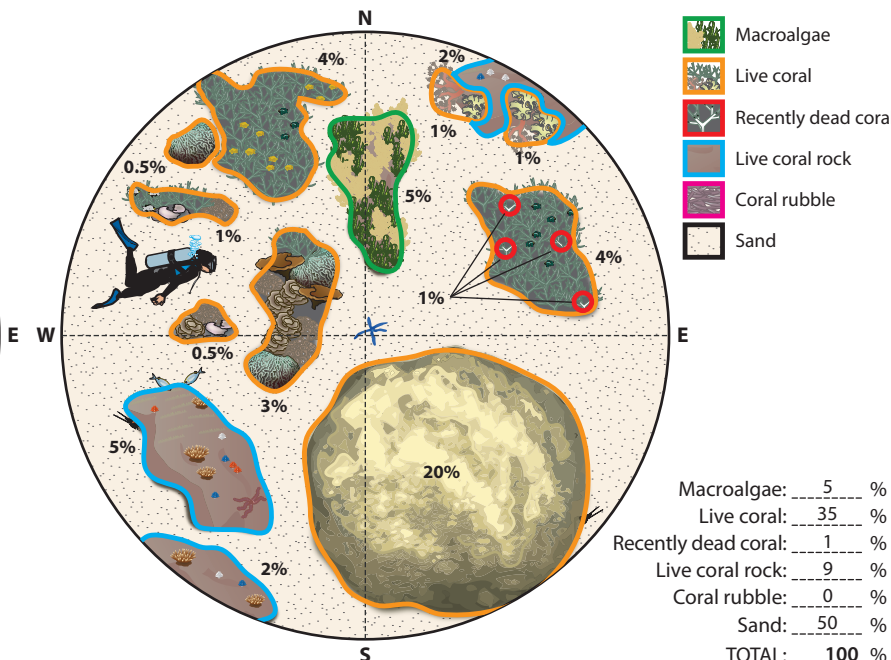 N
4%
2%
1%
1%
0.5%
5%
1%
4%
1%
E W
E
0.5%
3%
5%
20%
2%
S
Macroalgae
Live coral
Recently dead cora
Live coral rock
Coral rubble
Sand
Macroalgae: 5 %
Live coral: 35 %
Recently dead coral: 1 %
Live coral rock: 9 %
Coral rubble: 0 %
Sand: 50 %
TOTAL: 100 %